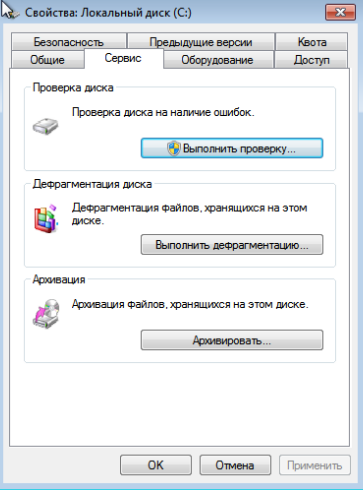 Свойства: Локальный диск (C:)
Безопасность Предыдущие версии Квота
Общие Сервис Оборудование Доступ
Проверка диска
Проверка диска на наличие ошибок.
Выполнить проверку...
Дефрагментация диска
Дефрагментация файлов, хранящихся на этом
диске.
Выполнить дефрагментацию...
Архивация
Архивация файлов, хранящихся на этом диске.
Архивировать...
OK Отмена Применить